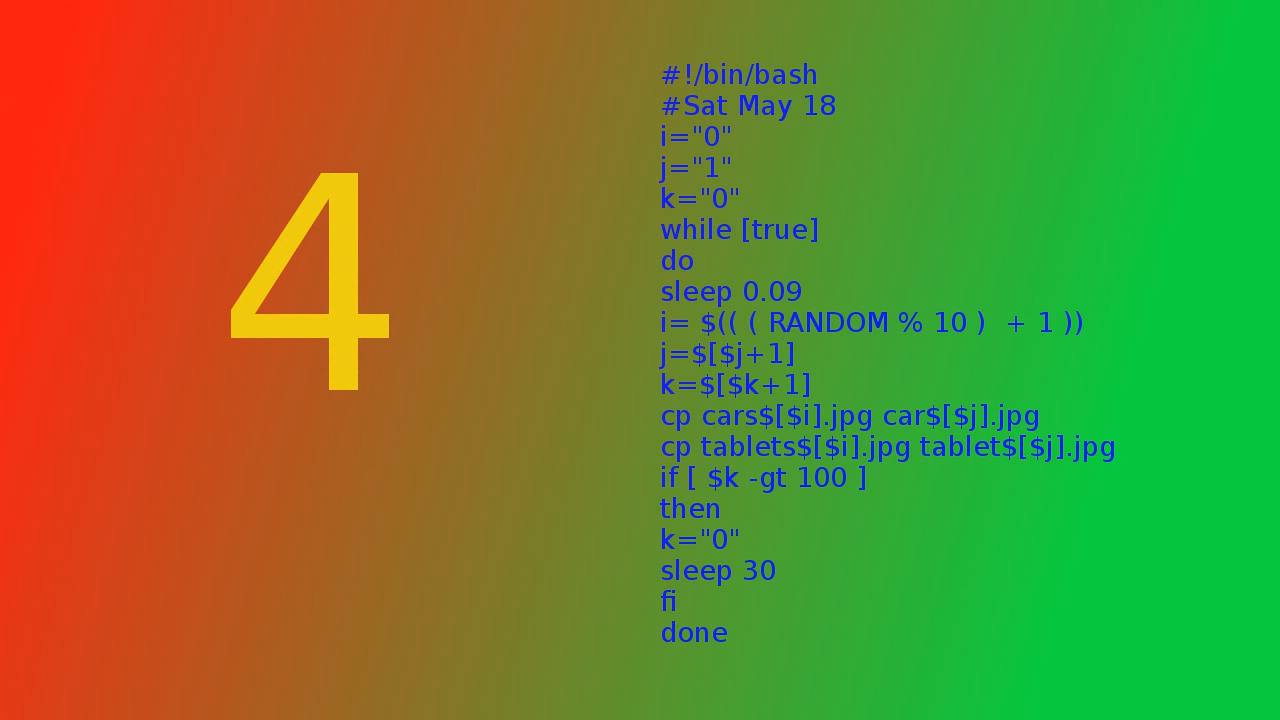 4
#!/bin/bash
#Sat May 18
i="0"
j="1"
k="0"
while [true]
do
sleep 0.09
i= $(( ( RANDOM % 10 )  + 1 ))
j=$[$j+1]
k=$[$k+1]
cp cars$[$i].jpg car$[$j].jpg
cp tablets$[$i].jpg tablet$[$j].jpg
if [ $k -gt 100 ]
then
k="0"
sleep 30
fi
done